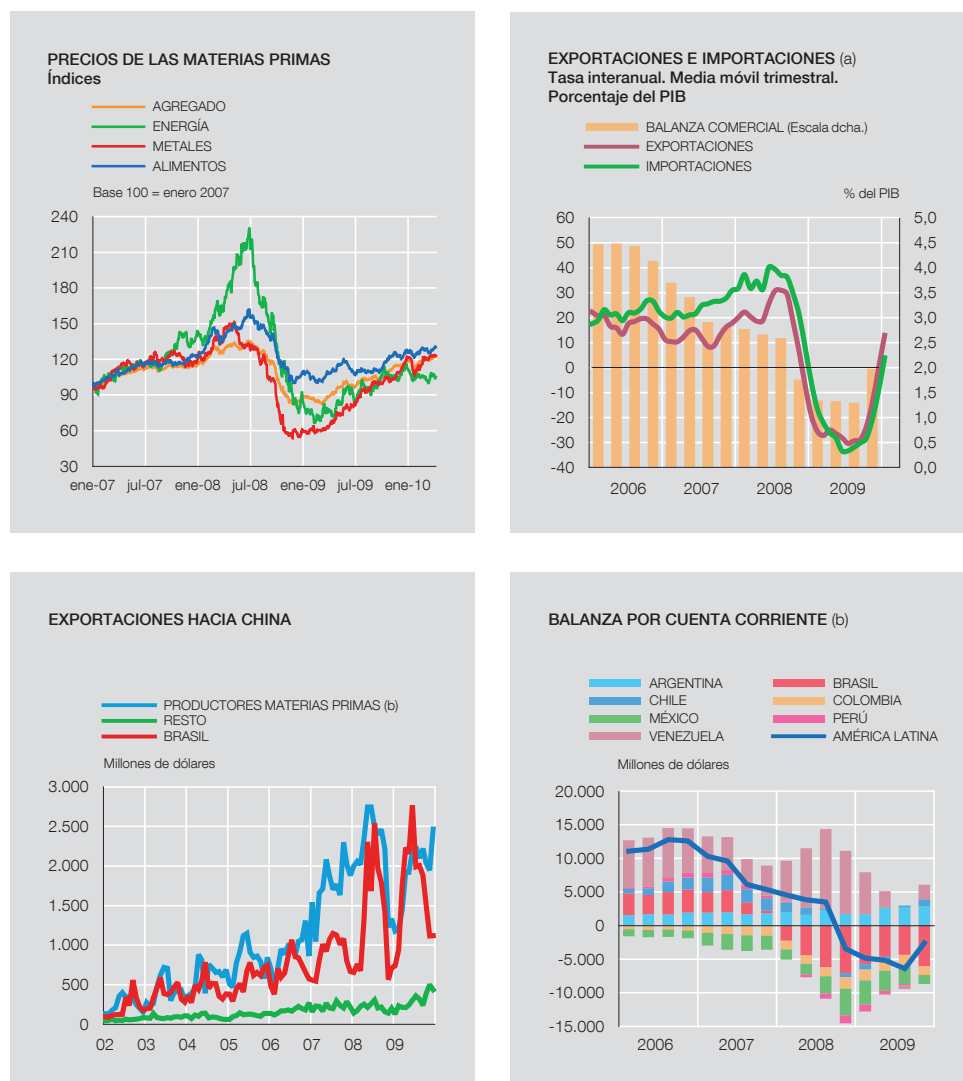 PRECIOS DE LAS MATERIAS PRIMAS
Índices
AGREGADO
ENERGÍA
METALES
ALIMENTOS
Base 100 = enero 2007
240
210
180
150
120
90
60
30
ene-07 jul-07 ene-08 jul-08 ene-09 jul-09 ene-10
EXPORTACIONES E IMPORTACIONES (a)
Tasa interanual. Media móvil trimestral.
Porcentaje del PIB
BALANZA COMERCIAL (Escala dcha.)
EXPORTACIONES
IMPORTACIONES
% del PIB
60 5,0
50 4,5
40 4,0
30 3,5
20 3,0
10 2,5
0 2,0
-10 1,5
-20 1,0
-30 0,5
-40 0,0
2006 2007 2008 2009
EXPORTACIONES HACIA CHINA
PRODUCTORES MATERIAS PRIMAS (b)
RESTO
BRASIL
Millones de dólares
3.000
2.500
2.000
1.500
1.000
500
0
02 03 04 05 06 07 08 09
BALANZA POR CUENTA CORRIENTE (b)
ARGENTINA BRASIL
CHILE COLOMBIA
MÉXICO PERÚ
VENEZUELA AMÉRICA LATINA
Millones de dólares
20.000
15.000
10.000
5.000
0
-5.000
-10.000
-15.000
2006 2007 2008 2009